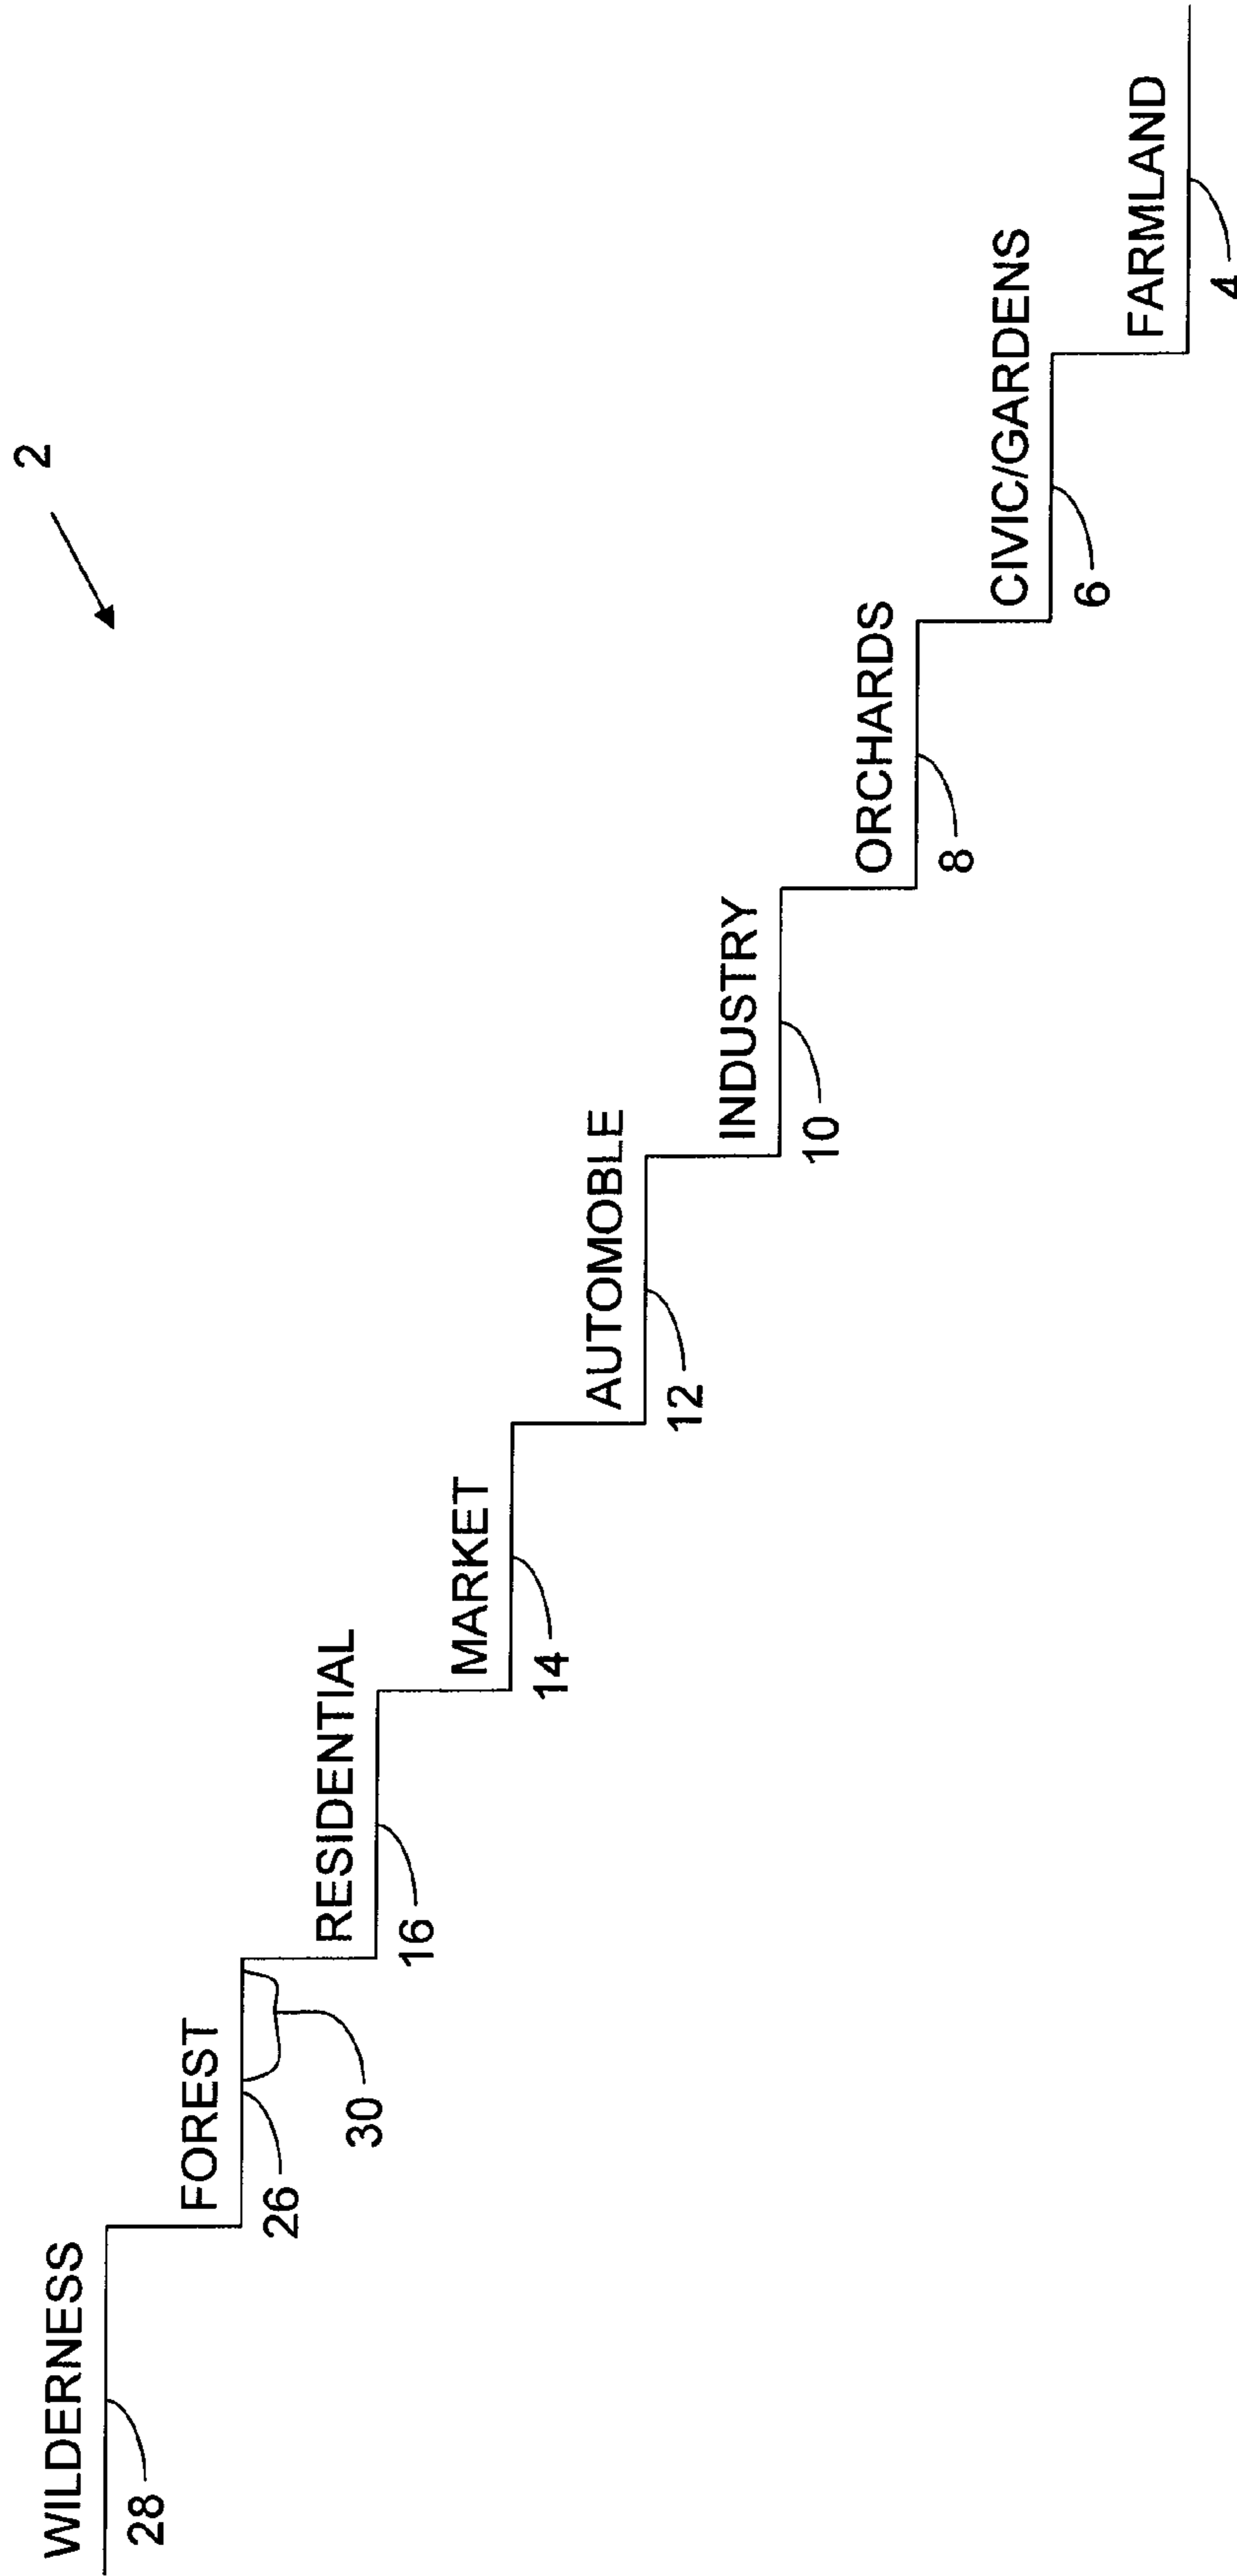 2
WILDERNESS
28
FOREST
26
30
RESIDENTIAL
16
MARKET
14
AUTOMOBLE
12
INDUSTRY
10
ORCHARDS
8
CIVIC/GARDENS
6
FARMLAND
4